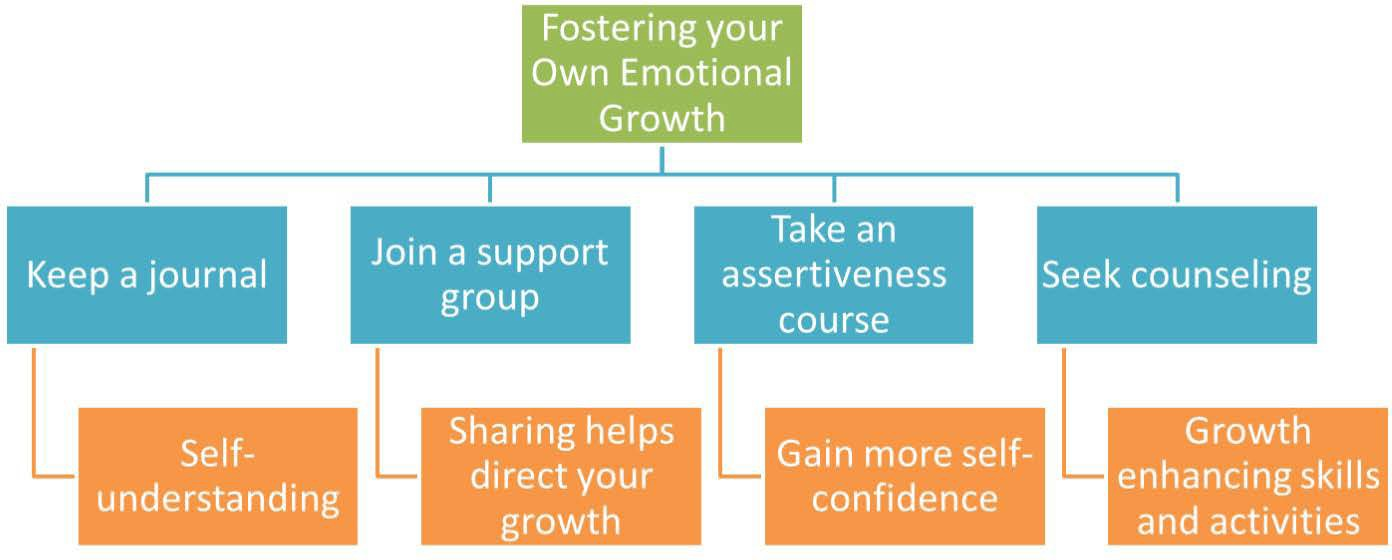 Fostering your
Own Emotional
Growth
Keep a journal
Join a support
group
Take an
assertiveness
course
Seek counseling
Self-
understanding
Sharing helps
direct your
growth
Gain more self-
confidence
Growth
enhancing skills
and activities